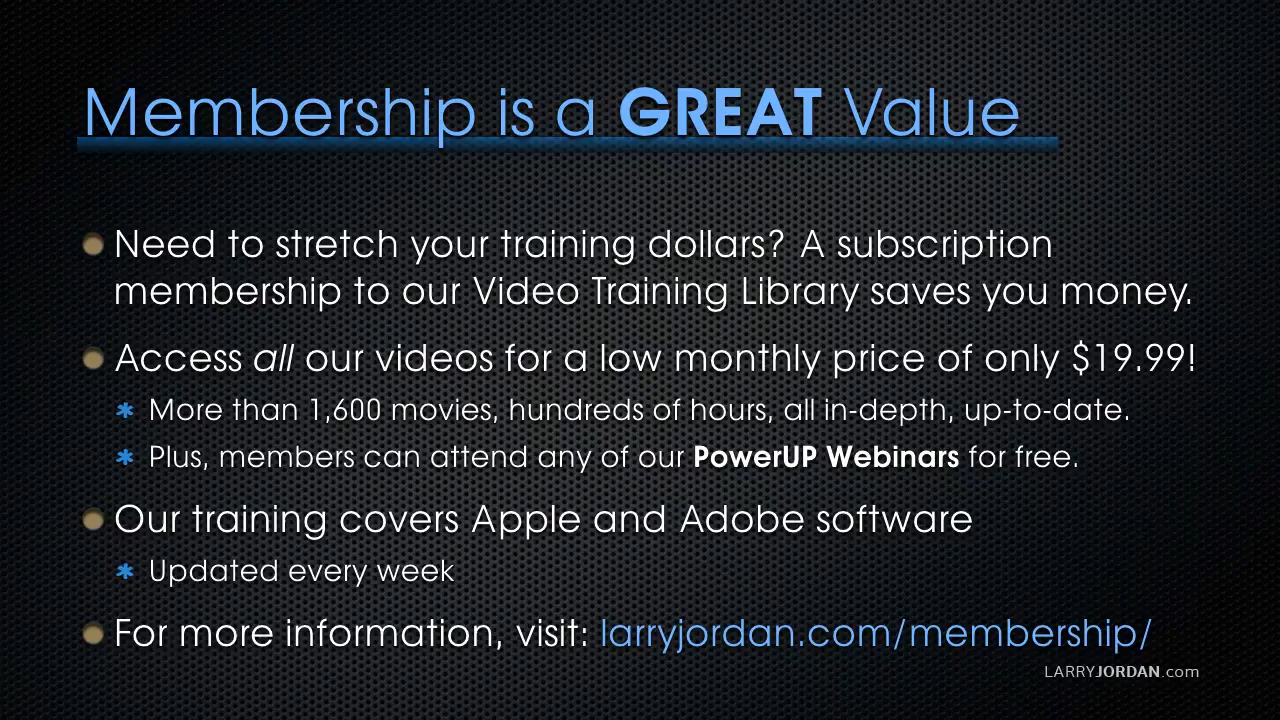 Membership is a GREAT Value
Need to stretch your training dollars? A subscription
membership to our Video Training Library saves you money.
Access all our videos for a low monthly price of only $19.99!
More than 1,600 movies, hundreds of hours, all in-depth, up-to-date.
Plus, members can attend any of our PowerUP Webinars for free.
Our training covers Apple and Adobe software
Updated every week
For more information, visit: larryjordan.com/membership/
LARRYJORDAN.com